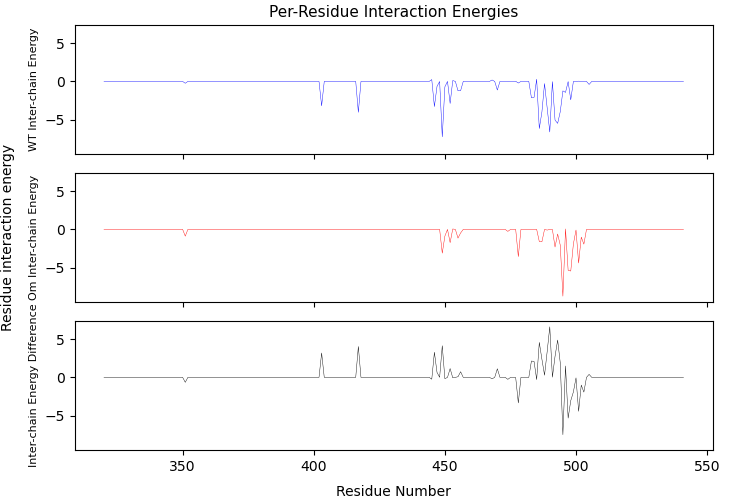 Per-Residue Interaction Energies
Residue interaction energy
WT Inter-chain Energy
5
0
−5
Om Inter-chain Energy
5
0
−5
Inter-chain Energy Difference
5
0
−5
350
400
450
500
550
Residue Number